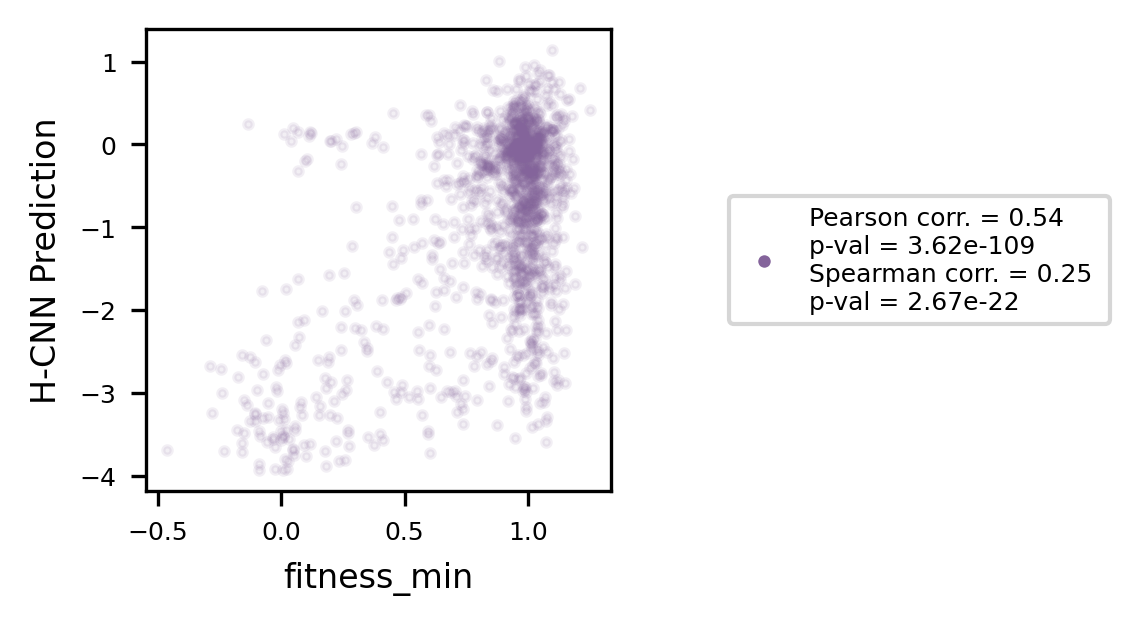 H-CNN Prediction
1
0
−1
−2
−3
−4
−0.5
0.0
0.5
1.0
fitness_min
Pearson corr. = 0.54
p-val = 3.62e-109
Spearman corr. = 0.25
p-val = 2.67e-22